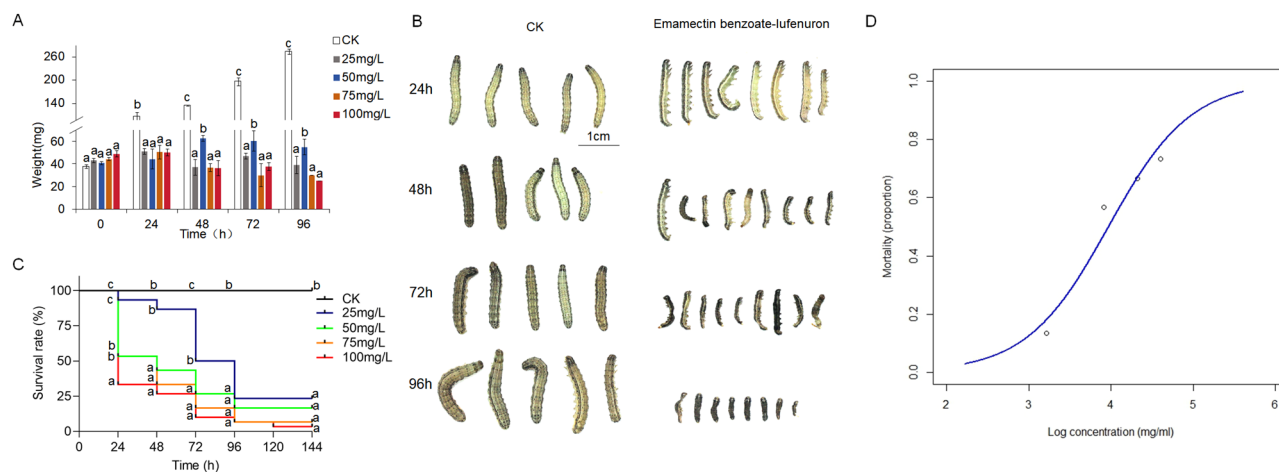 A
CK
25mg/L
50mg/L
75mg/L
100mg/L
Weight(mg)
260
200
140
60
40
20
0
a a a a a
b a a a a
c a b a a
c a b a a
c a b a a
0 24 48 72 96
Time（h）
B
CK
Emamectin benzoate-lufenuron
24h
1cm
48h
72h
96h
C
CK
25mg/L
50mg/L
75mg/L
100mg/L
Survival rate (%)
100
75
50
25
0
c b c b b
c b b a a
b a a a a
b a a a a
a a a a a
0 24 48 72 96 120 144
Time (h)
D
Mortality (proportion)
1.0
0.8
0.6
0.4
0.2
0.0
2 3 4 5 6
Log concentration (mg/ml)